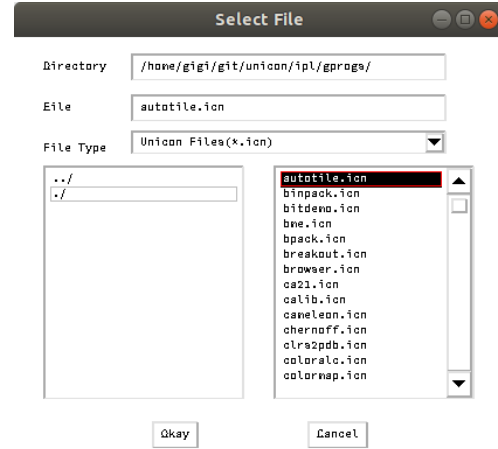 Select File
Directory
/home/gigi/git/unicon/ipl/gprogs/
File
autotile.icn
File Type
Unicon Files(*.icn)
../
./
autotile.icn
binpack.icn
bitdemo.icn
bme.icn
bpack.icn
breakout.icn
browser.icn
ca21.icn
calib.icn
cameleon.icn
chernoff.icn
clrs2pdb.icn
coloralc.icn
colormap.icn
Okay
Cancel